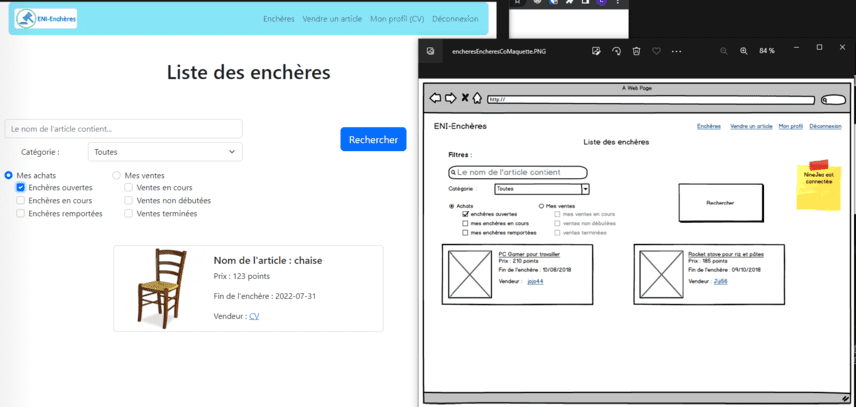 ENI-Enchères
Enchères Vendre un article Mon profil (CV) Déconnexion
Liste des enchères
Le nom de l'article contient...
Catégorie : Toutes
Rechercher
Mes achats Mes ventes
Enchères ouvertes Ventes en cours
Enchères en cours Ventes non débutées
Enchères remportées Ventes terminées
Nom de l'article : chaise
Prix : 123 points
Fin de l'enchère : 2022-07-31
Vendeur : CV
encheresEncheresCoMaquette.PNG
84 %
A Web Page
http://
ENI-Enchères
Enchères Vendre un article Mon profil Déconnexion
Liste des enchères
Filtres :
Le nom de l'article contient
Catégorie : Toutes
Rechercher
NineJea est
connectée
Achats Mes ventes
enchères ouvertes mes ventes en cours
mes enchères en cours ventes non débutées
mes enchères remportées ventes terminées
PC Gamer pour travailler
Prix : 210 points
Fin de l'enchère : 10/08/2018
Vendeur : jojo44
Rocket stove pour riz et pâtes
Prix : 185 points
Fin de l'enchère : 09/10/2018